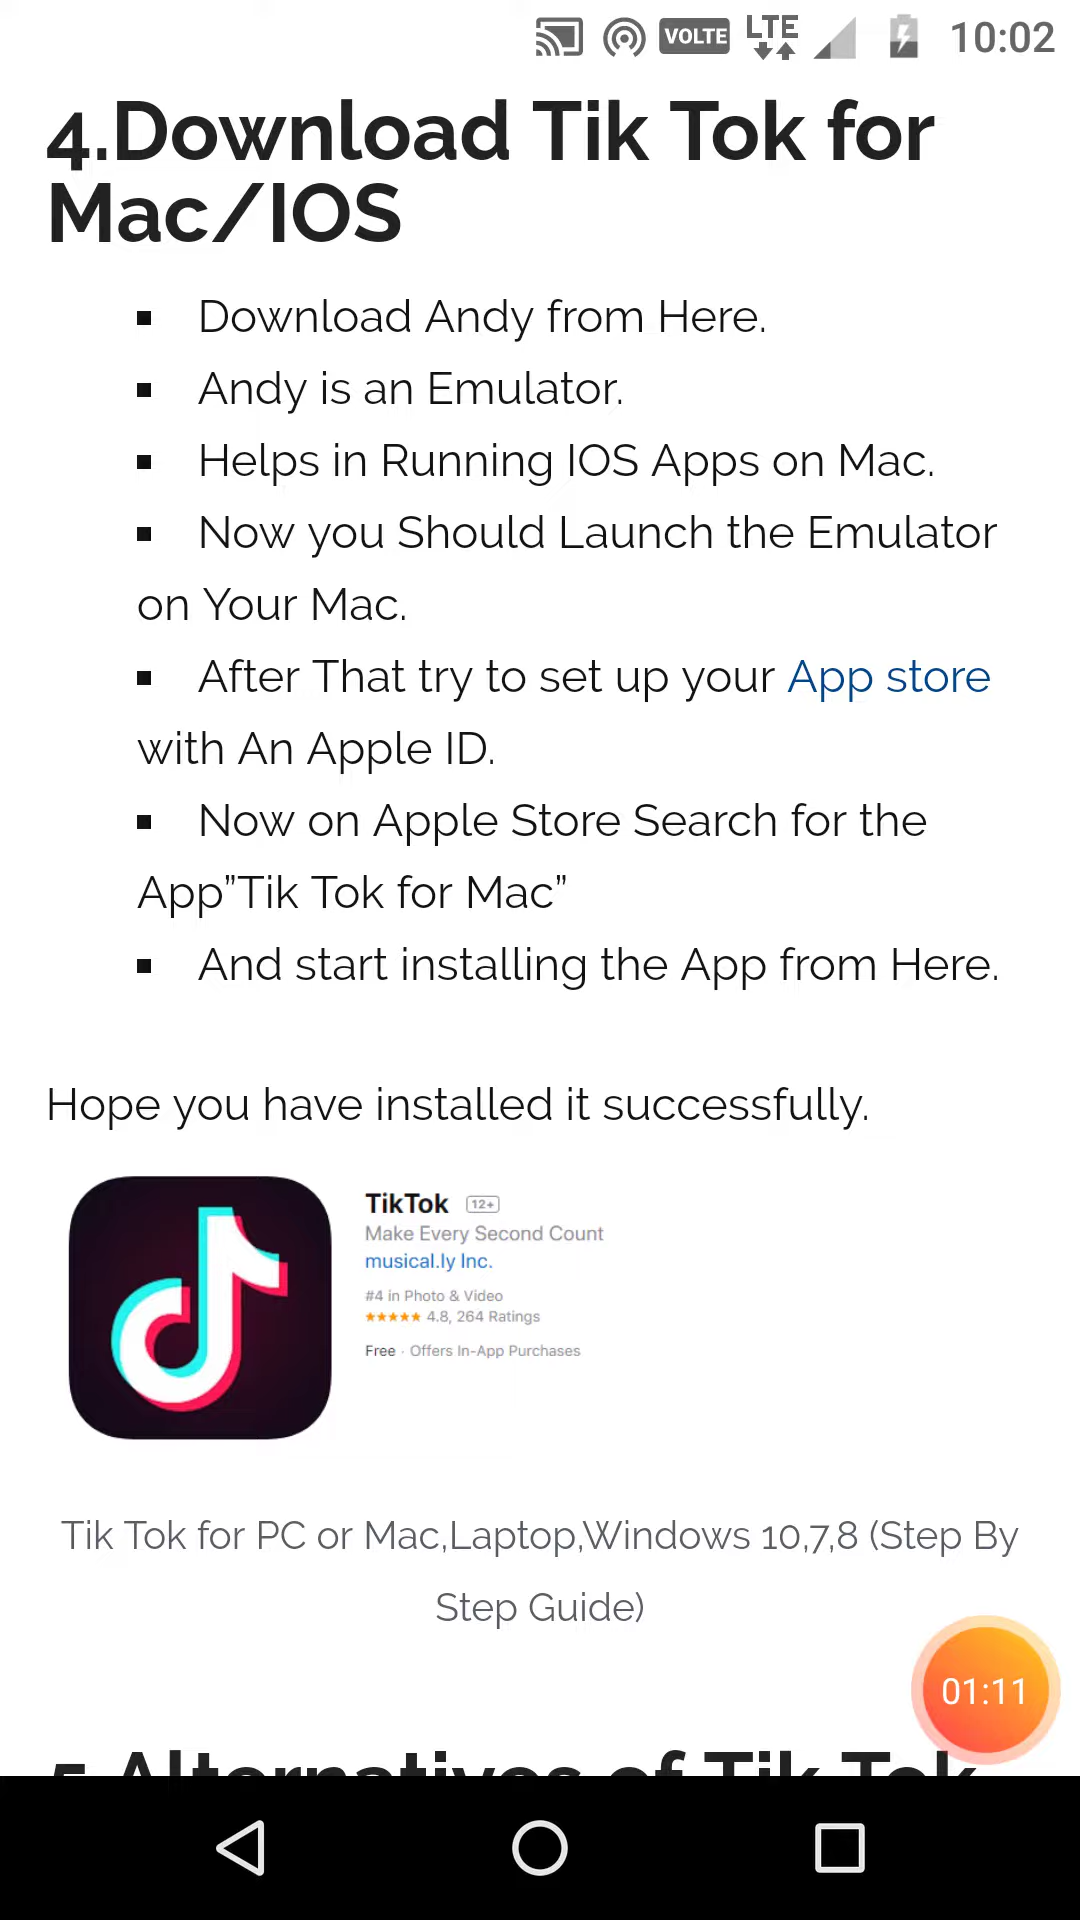 VOLTE LTE 10:02
4.Download Tik Tok for
Mac/IOS
▪ Download Andy from Here.
▪ Andy is an Emulator.
▪ Helps in Running IOS Apps on Mac.
▪ Now you Should Launch the Emulator
on Your Mac.
▪ After That try to set up your App store
with An Apple ID.
▪ Now on Apple Store Search for the
App”Tik Tok for Mac”
▪ And start installing the App from Here.
Hope you have installed it successfully.
TikTok 12+
Make Every Second Count
musical.ly Inc.
#4 in Photo & Video
★★★★★ 4.8, 264 Ratings
Free · Offers In-App Purchases
Tik Tok for PC or Mac,Laptop,Windows 10,7,8 (Step By
Step Guide)
01:11
5.Alternatives of Tik Tok